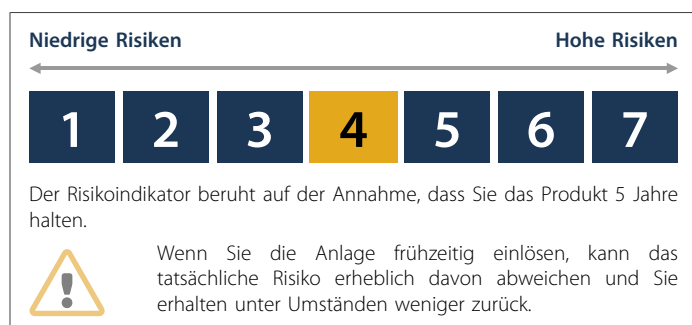 Niedrige Risiken Hohe Risiken
1 2 3 4 5 6 7
Der Risikoindikator beruht auf der Annahme, dass Sie das Produkt 5 Jahre
halten.
Wenn Sie die Anlage frühzeitig einlösen, kann das
tatsächliche Risiko erheblich davon abweichen und Sie
erhalten unter Umständen weniger zurück.